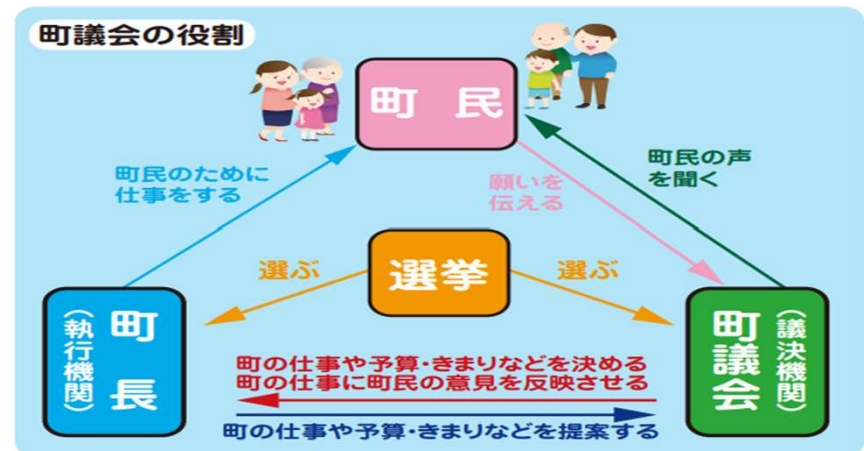 町議会の役割
町民
町民のために
仕事をする
願いを
伝える
町民の声
を聞く
選ぶ
選挙
選ぶ
町長
（執行機関）
（議決機関）
町議会
町の仕事や予算・きまりなどを決める
町の仕事に町民の意見を反映させる
町の仕事や予算・きまりなどを提案する